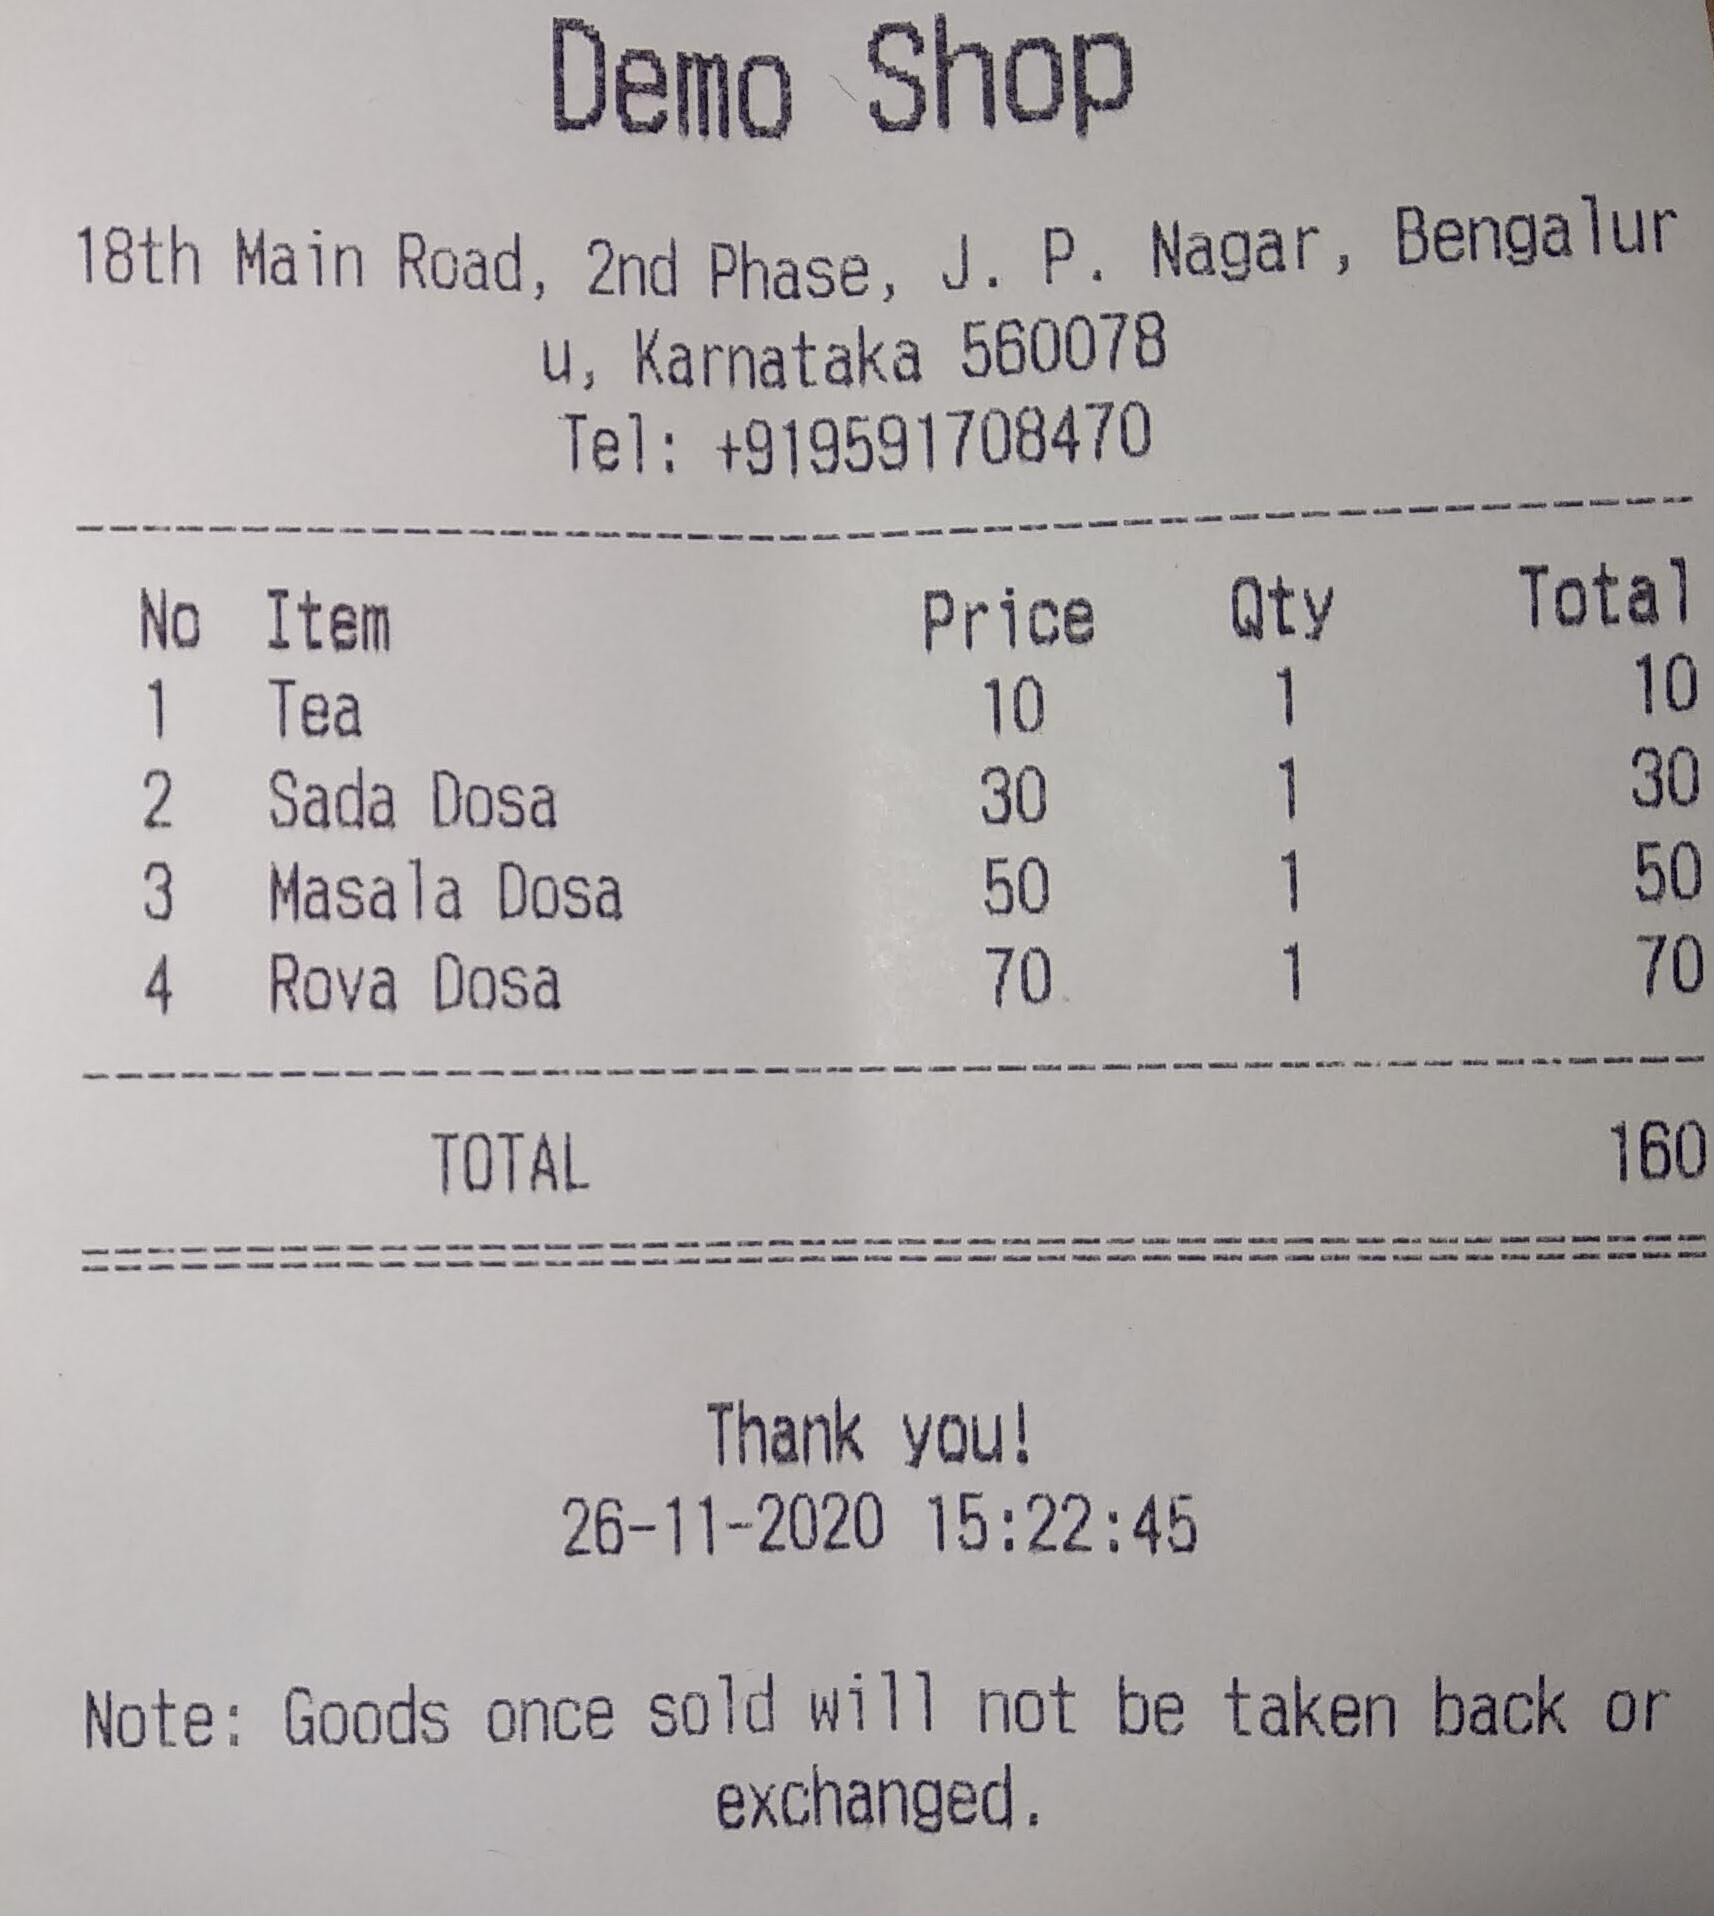 Demo Shop
18th Main Road, 2nd Phase, J. P. Nagar, Bengalur
u, Karnataka 560078
Tel: +919591708470
No Item Price Qty Total
1 Tea 10 1 10
2 Sada Dosa 30 1 30
3 Masala Dosa 50 1 50
4 Rova Dosa 70 1 70
TOTAL 160
Thank you!
26-11-2020 15:22:45
Note: Goods once sold will not be taken back or
exchanged.